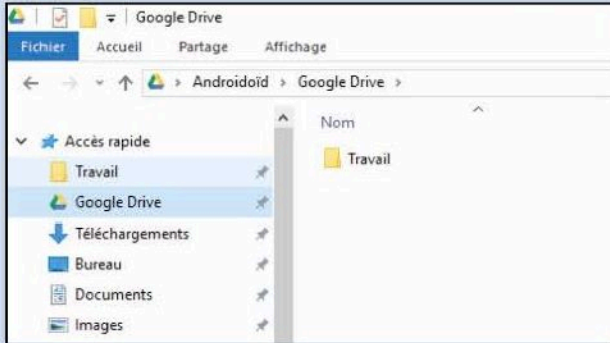 Google Drive
Fichier Accueil Partage Affichage
Androidoïd > Google Drive >
Nom
Accès rapide
Travail
Travail
Google Drive
Téléchargements
Bureau
Documents
Images